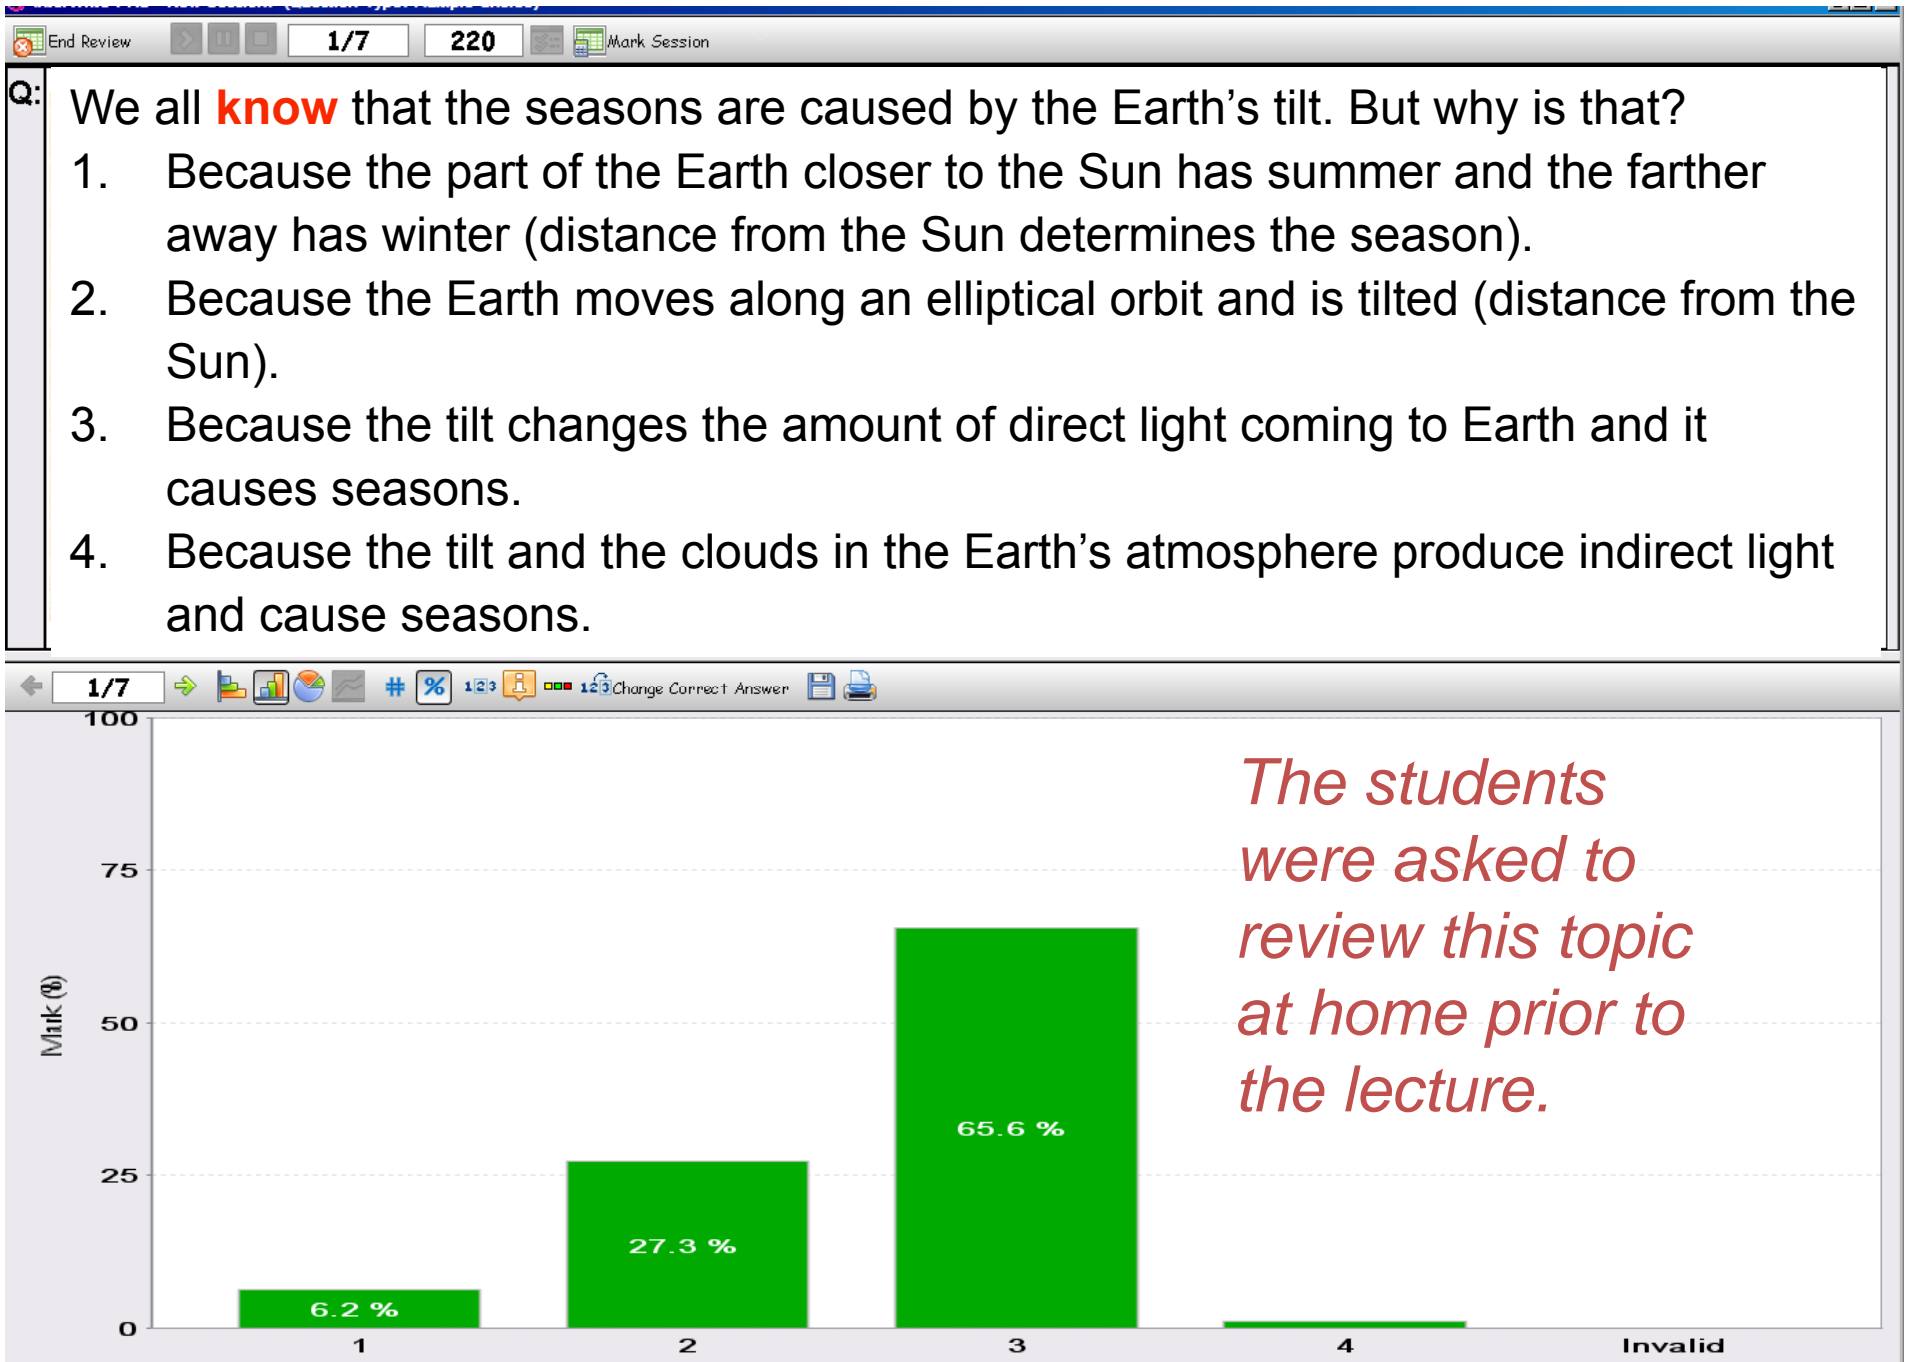 End Review 1/7 220 Mark Session
Q:
We all know that the seasons are caused by the Earth’s tilt. But why is that?
1. Because the part of the Earth closer to the Sun has summer and the farther
away has winter (distance from the Sun determines the season).
2. Because the Earth moves along an elliptical orbit and is tilted (distance from the
Sun).
3. Because the tilt changes the amount of direct light coming to Earth and it
causes seasons.
4. Because the tilt and the clouds in the Earth’s atmosphere produce indirect light
and cause seasons.
1/7 # % 123 123 Change Correct Answer
100
75
50
25
0
Mark (%)
The students
were asked to
review this topic
at home prior to
the lecture.
65.6 %
27.3 %
6.2 %
1 2 3 4 Invalid